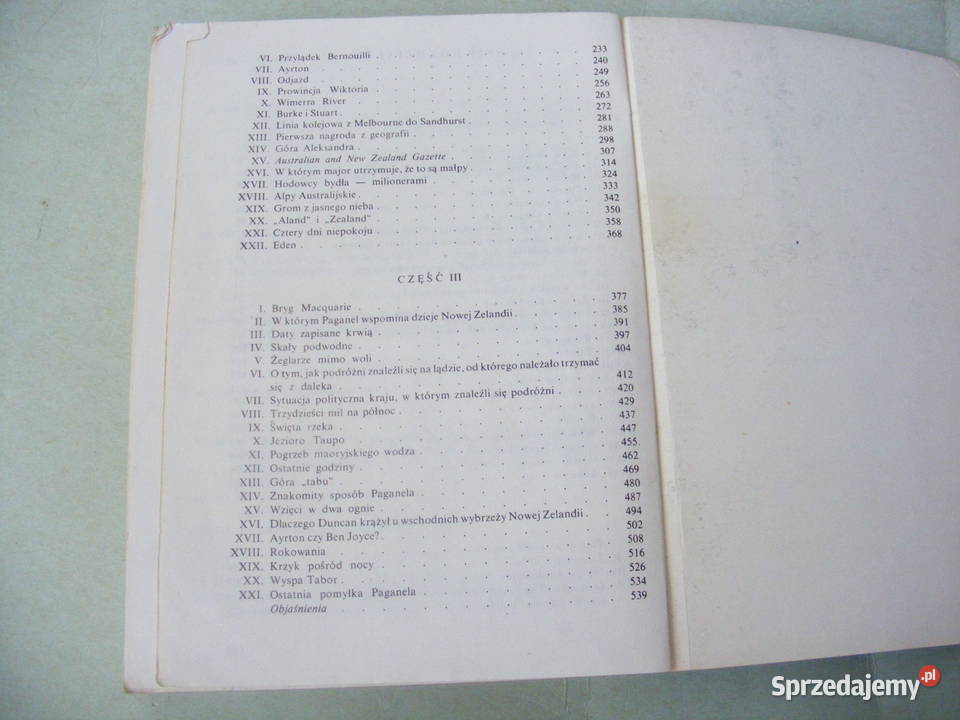 VI. Przylądek Bernouilli . . . . . . . . . 233
VII. Ayrton . . . . . . . . . 240
VIII. Odjazd . . . . . . . . . 249
IX. Prowincja Wiktoria . . . . . . . . . 256
X. Wimerra River . . . . . . . . . 263
XI. Burke i Stuart . . . . . . . . . 272
XII. Linia kolejowa z Melbourne do Sandhurst . . . . . . 281
XIII. Pierwsza nagroda z geografii . . . . . . . 288
XIV. Góra Aleksandra . . . . . . . . . 298
XV. Australian and New Zealand Gazette . . . . . . 307
XVI. W którym major utrzymuje, że to są małpy . . . . . 314
XVII. Hodowcy bydła — milionerami . . . . . . . 324
XVIII. Alpy Australijskie . . . . . . . . . 333
XIX. Grom z jasnego nieba . . . . . . . . 342
XX. „Aland" i „Zealand" . . . . . . . . 350
XXI. Cztery dni niepokoju . . . . . . . . 358
XXII. Eden . . . . . . . . . . 368
CZĘŚĆ III
I. Bryg Macquarie . . . . . . . . . 377
II. W którym Paganel wspomina dzieje Nowej Zelandii . . . . 385
III. Daty zapisane krwią . . . . . . . . 391
IV. Skały podwodne . . . . . . . . . 397
V. Żeglarze mimo woli . . . . . . . . 404
VI. O tym, jak podróżni znaleźli się na lądzie, od którego należało trzymać
się z daleka . . . . . . . . . 412
VII. Sytuacja polityczna kraju, w którym znaleźli się podróżni . . 420
VIII. Trzydzieści mil na północ . . . . . . . 429
IX. Święta rzeka . . . . . . . . . 437
X. Jezioro Taupo . . . . . . . . . 447
XI. Pogrzeb maoryjskiego wodza . . . . . . . 455
XII. Ostatnie godziny . . . . . . . . . 462
XIII. Góra „tabu" . . . . . . . . . 469
XIV. Znakomity sposób Paganela . . . . . . . 480
XV. Wzięci w dwa ognie . . . . . . . . 487
XVI. Dlaczego Duncan krążył u wschodnich wybrzeży Nowej Zelandii . . 494
XVII. Ayrton czy Ben Joyce? . . . . . . . . 502
XVIII. Rokowania . . . . . . . . . 508
XIX. Krzyk pośród nocy . . . . . . . . 516
XX. Wyspa Tabor . . . . . . . . . 526
XXI. Ostatnia pomyłka Paganela . . . . . . . 534
Objaśnienia . . . . . . . . . 539
Sprzedajemy.pl